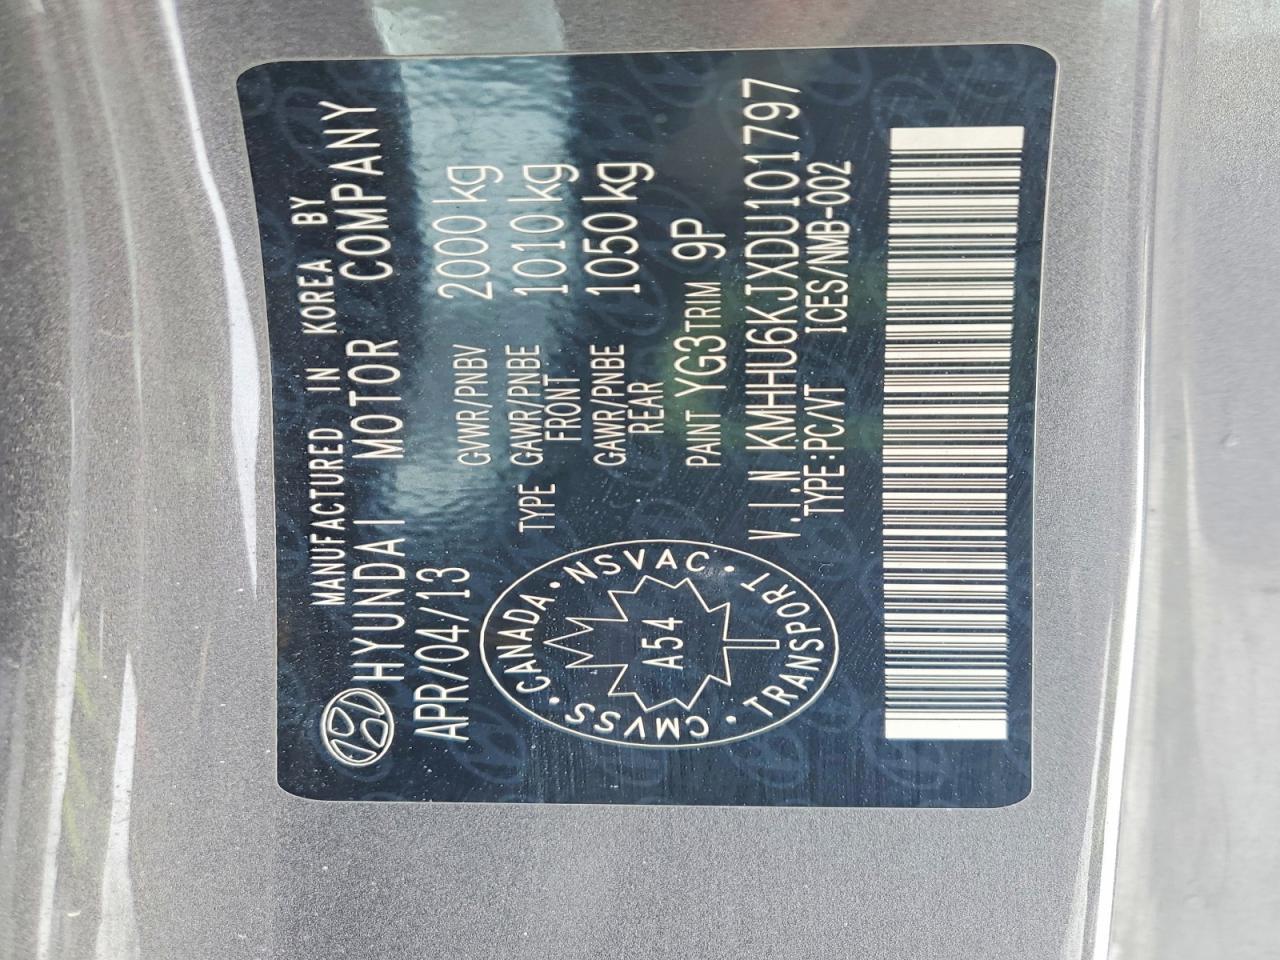 MANUFACTURED IN KOREA BY
HYUNDAI MOTOR COMPANY
APR/04/13
GVWR/PNBV 2000 kg
TYPE GAWR/PNBE FRONT 1010 kg
GAWR/PNBE REAR 1050 kg
PAINT YG3 TRIM 9P
V.I.N KMHHU6KJXDU101797
TYPE:PC/VT ICES/NMB-002
CANADA · NSVAC · TRANSPORT · CMVSS ·
A54